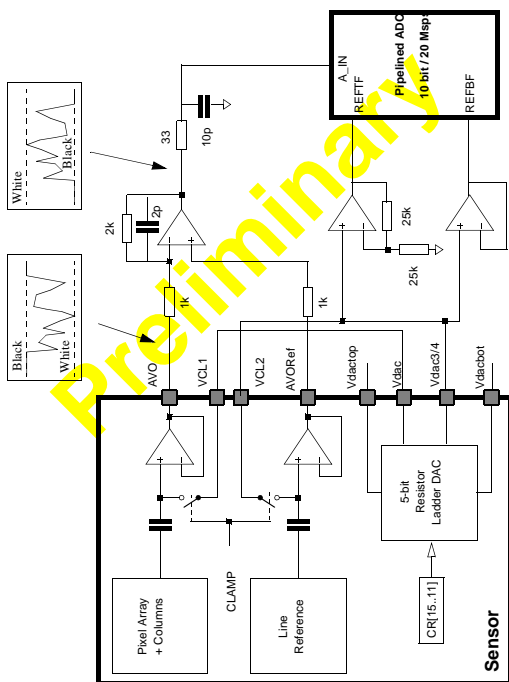 White
Black
Black
White
33
10p
2k
2p
1k
1k
A_IN
Pipelined ADC
10 bit / 20 Msps
REFTF
REFBF
25k
25k
AVO
VCL1
VCL2
AVORef
Vdactop
Vdac
Vdac3/4
Vdacbot
+
-
-
+
+
-
+
-
+
-
+
-
CLAMP
Pixel Array
+ Columns
Line
Reference
5-bit
Resistor
Ladder DAC
CR[15..11]
Sensor
Preliminary